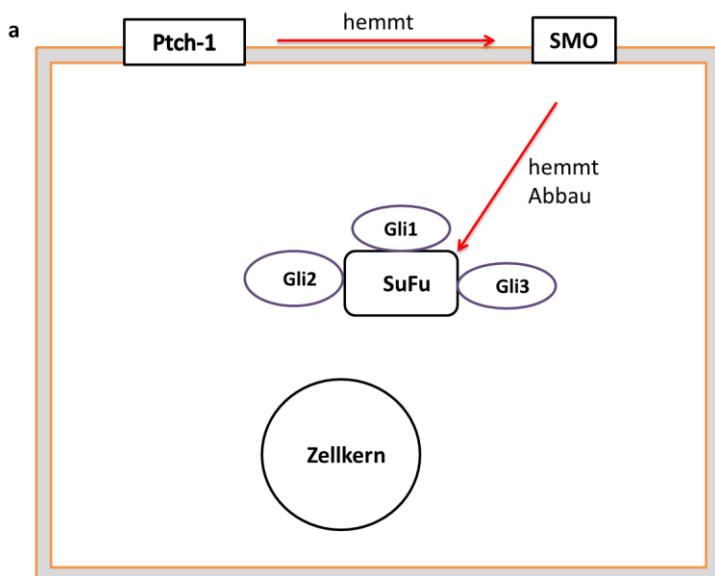 a
hemmt
Ptch-1
SMO
hemmt
Abbau
Gli1
Gli2
SuFu
Gli3
Zellkern